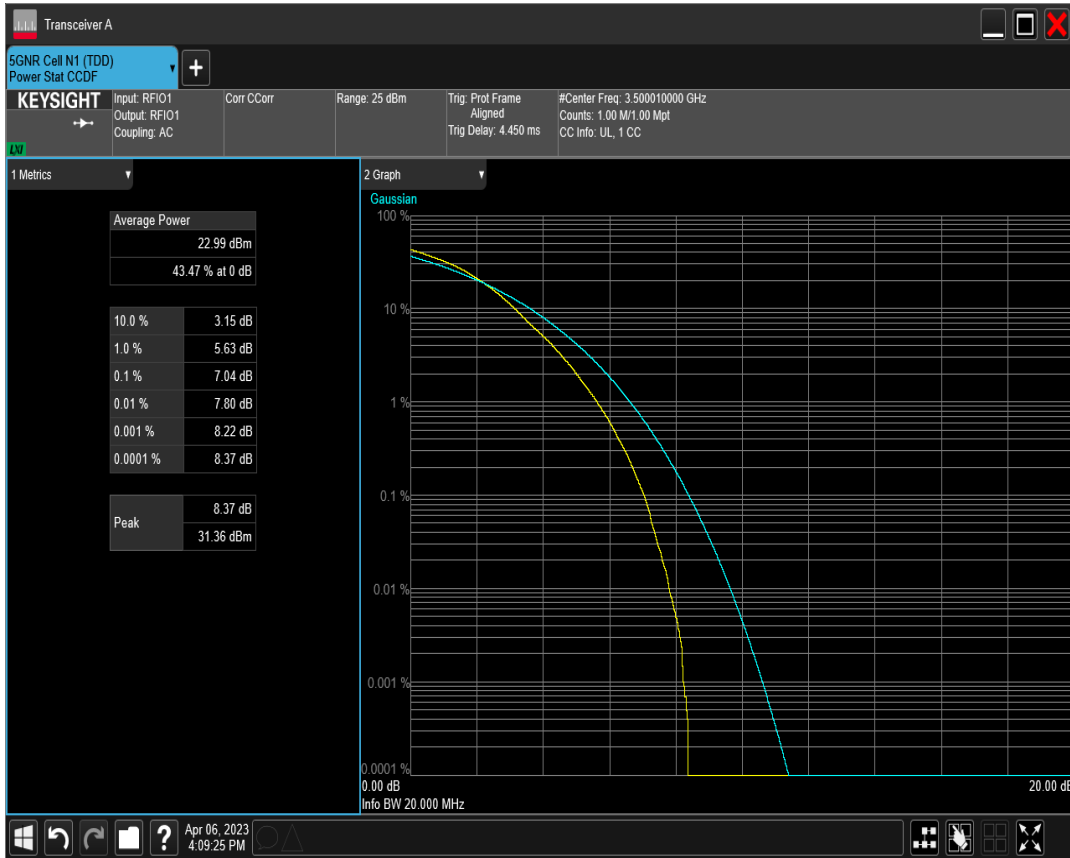 Transceiver A
5GNR Cell N1 (TDD)
Power Stat CCDF
+
KEYSIGHT
LXI
Input: RFIO1
Output: RFIO1
Coupling: AC
Corr CCorr
Range: 25 dBm
Trig: Prot Frame
Aligned
Trig Delay: 4.450 ms
#Center Freq: 3.500010000 GHz
Counts: 1.00 M/1.00 Mpt
CC Info: UL, 1 CC
1 Metrics
Average Power
22.99 dBm
43.47 % at 0 dB
10.0 % 3.15 dB
1.0 % 5.63 dB
0.1 % 7.04 dB
0.01 % 7.80 dB
0.001 % 8.22 dB
0.0001 % 8.37 dB
Peak 8.37 dB
31.36 dBm
2 Graph
Gaussian
100 %
10 %
1 %
0.1 %
0.01 %
0.001 %
0.0001 %
0.00 dB 20.00 dB
Info BW 20.000 MHz
?
Apr 06, 2023
4:09:25 PM